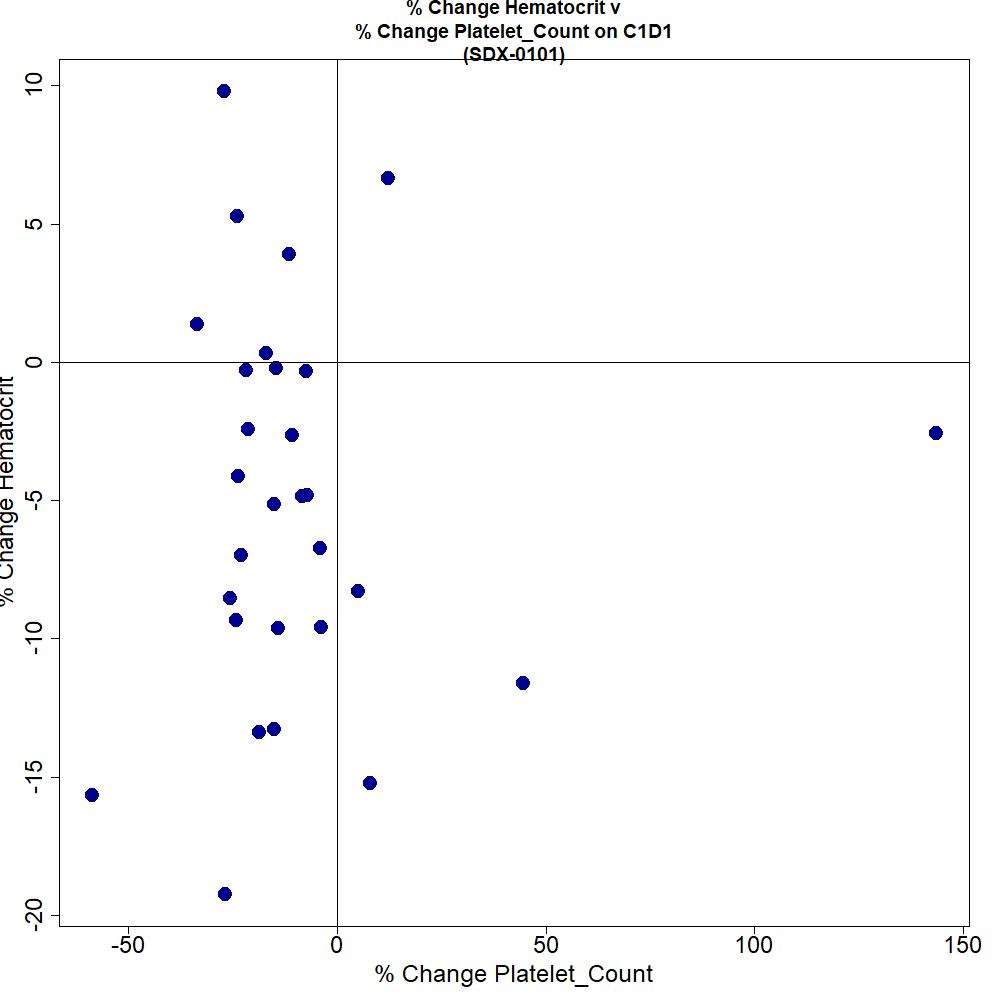 % Change Hematocrit v
% Change Platelet_Count on C1D1
(SDX-0101)
10
5
0
-5
-10
-15
-20
% Change Hematocrit
-50
0
50
100
150
% Change Platelet_Count